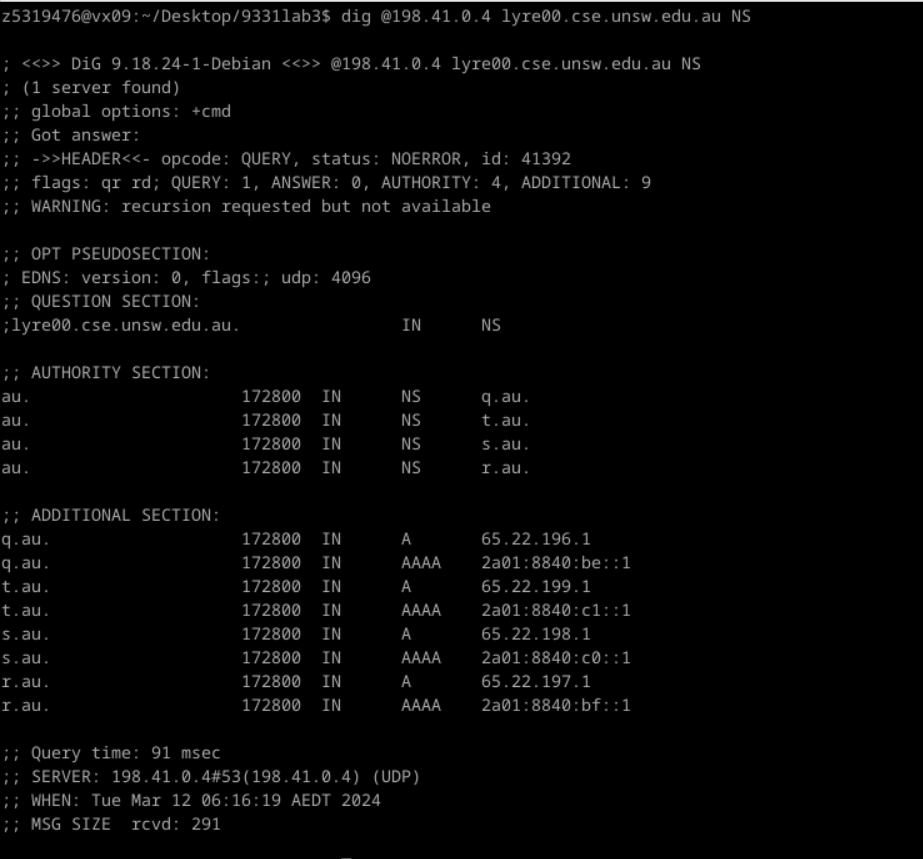 z5319476@vx09:~/Desktop/9331lab3$ dig @198.41.0.4 lyre00.cse.unsw.edu.au NS
; <<>> DiG 9.18.24-1-Debian <<>> @198.41.0.4 lyre00.cse.unsw.edu.au NS
; (1 server found)
;; global options: +cmd
;; Got answer:
;; ->>HEADER<<- opcode: QUERY, status: NOERROR, id: 41392
;; flags: qr rd; QUERY: 1, ANSWER: 0, AUTHORITY: 4, ADDITIONAL: 9
;; WARNING: recursion requested but not available
;; OPT PSEUDOSECTION:
; EDNS: version: 0, flags:; udp: 4096
;; QUESTION SECTION:
;lyre00.cse.unsw.edu.au. IN NS
;; AUTHORITY SECTION:
au. 172800 IN NS q.au.
au. 172800 IN NS t.au.
au. 172800 IN NS s.au.
au. 172800 IN NS r.au.
;; ADDITIONAL SECTION:
q.au. 172800 IN A 65.22.196.1
q.au. 172800 IN AAAA 2a01:8840:be::1
t.au. 172800 IN A 65.22.199.1
t.au. 172800 IN AAAA 2a01:8840:c1::1
s.au. 172800 IN A 65.22.198.1
s.au. 172800 IN AAAA 2a01:8840:c0::1
r.au. 172800 IN A 65.22.197.1
r.au. 172800 IN AAAA 2a01:8840:bf::1
;; Query time: 91 msec
;; SERVER: 198.41.0.4#53(198.41.0.4) (UDP)
;; WHEN: Tue Mar 12 06:16:19 AEDT 2024
;; MSG SIZE rcvd: 291